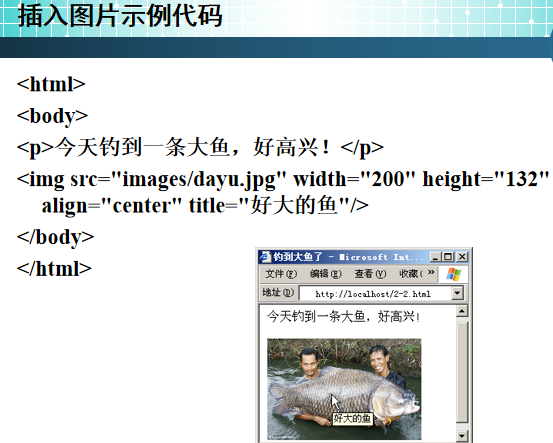 插入图片示例代码
<html>
<body>
<p>今天钓到一条大鱼，好高兴！</p>
<img src="images/dayu.jpg" width="200" height="132"
align="center" title="好大的鱼"/>
</body>
</html>
钓到大鱼了 - Microsoft Int...
文件(F) 编辑(E) 查看(V) 收藏( »
地址(D) http://localhost/2-2.html
今天钓到一条大鱼，好高兴!
好大的鱼